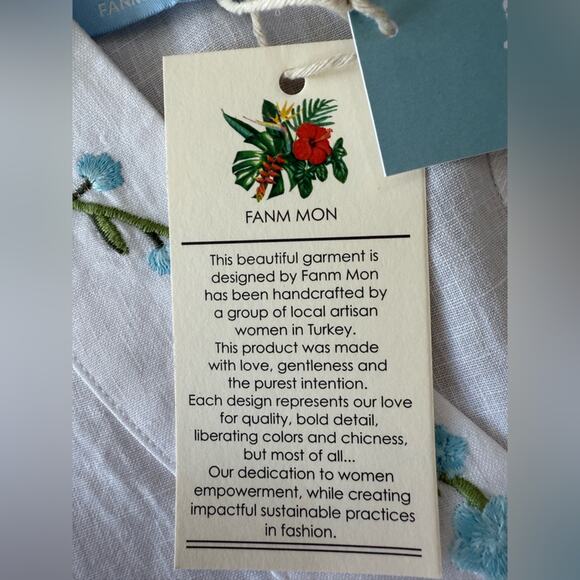 FANM MON
This beautiful garment is
designed by Fanm Mon
has been handcrafted by
a group of local artisan
women in Turkey.
This product was made
with love, gentleness and
the purest intention.
Each design represents our love
for quality, bold detail,
liberating colors and chicness,
but most of all...
Our dedication to women
empowerment, while creating
impactful sustainable practices
in fashion.